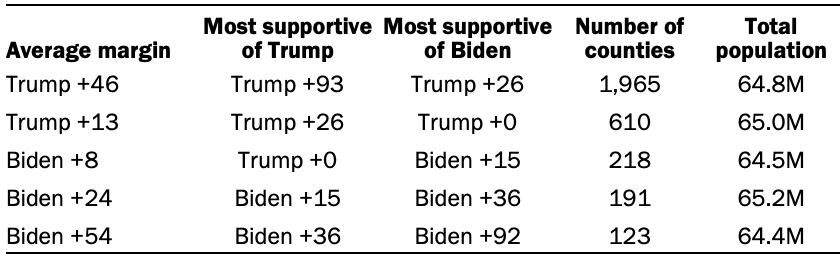 Most supportive Most supportive Number of Total
Average margin of Trump of Biden counties population
Trump +46 Trump +93 Trump +26 1,965 64.8M
Trump +13 Trump +26 Trump +0 610 65.0M
Biden +8 Trump +0 Biden +15 218 64.5M
Biden +24 Biden +15 Biden +36 191 65.2M
Biden +54 Biden +36 Biden +92 123 64.4M